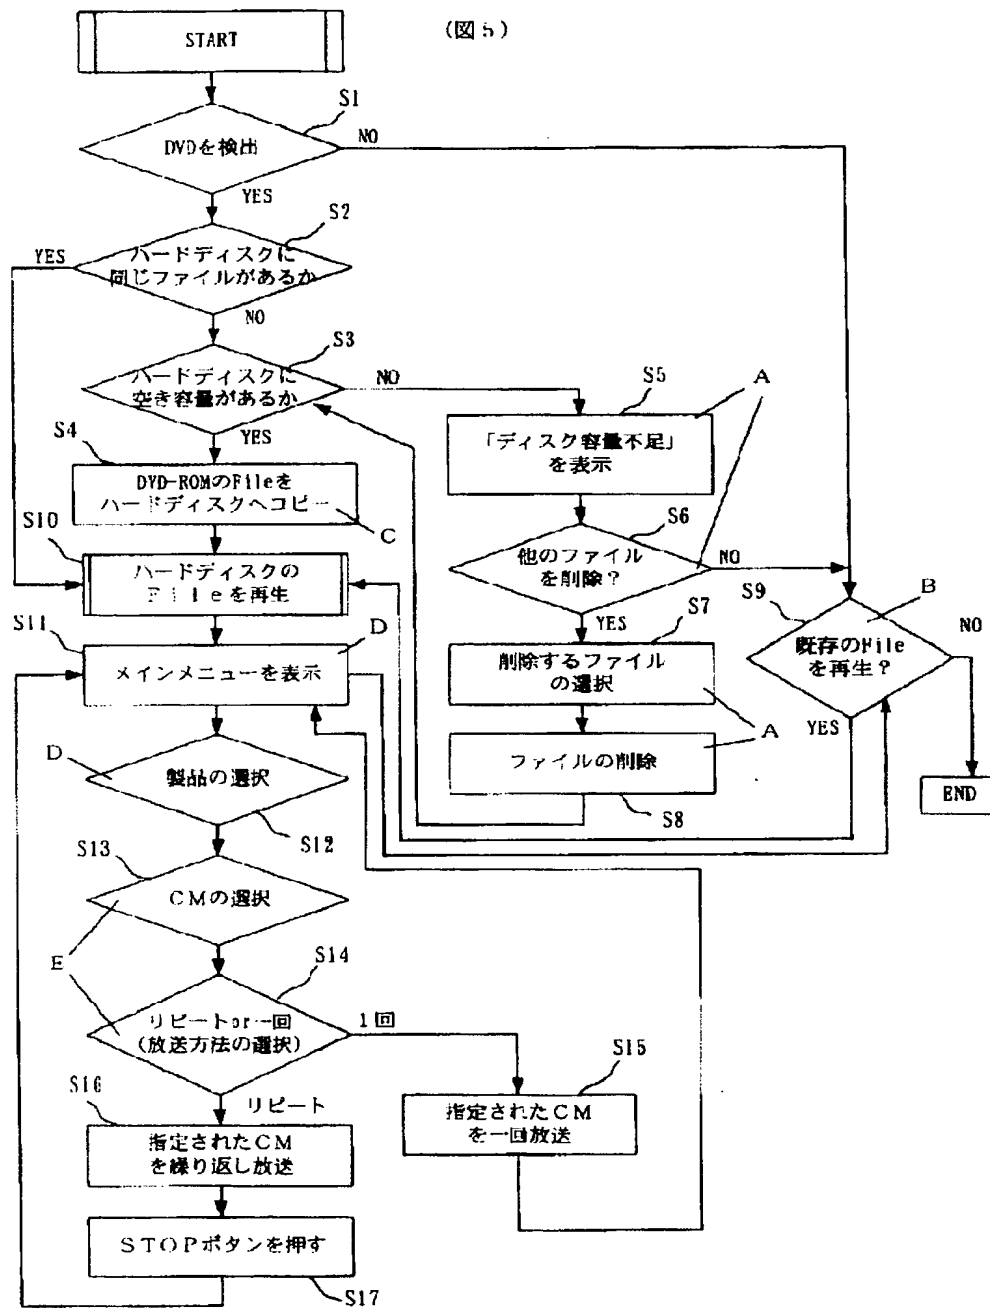 (図5)
START
S1
DVDを検出
NO
YES
S2
YES
ハードディスクに
同じファイルがあるか
NO
S3
ハードディスクに
空き容量があるか
NO
YES
S4
DVD-ROMのFileを
ハードディスクへコピー
C
S5
A
「ディスク容量不足」
を表示
S6
他のファイル
を削除?
NO
YES
S7
削除するファイル
の選択
A
ファイルの削除
S8
S9
B
既存のFile
を再生?
NO
YES
END
S10
ハードディスクの
Fileを再生
S11
D
メインメニューを表示
D
製品の選択
S12
S13
CMの選択
E
S14
リピートor一回
(放送方法の選択)
1回
S15
指定されたCM
を一回放送
S16
リピート
指定されたCM
を繰り返し放送
STOPボタンを押す
S17